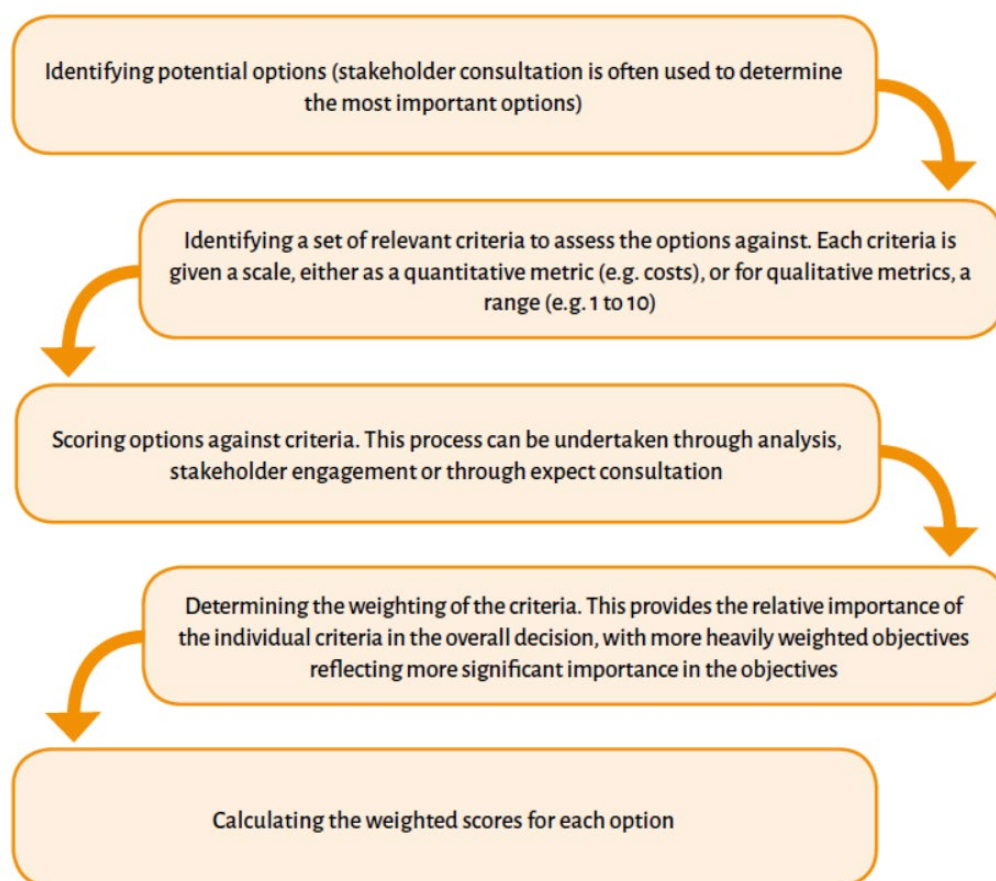 Identifying potential options (stakeholder consultation is often used to determine
the most important options)
Identifying a set of relevant criteria to assess the options against. Each criteria is
given a scale, either as a quantitative metric (e.g. costs), or for qualitative metrics, a
range (e.g. 1 to 10)
Scoring options against criteria. This process can be undertaken through analysis,
stakeholder engagement or through expect consultation
Determining the weighting of the criteria. This provides the relative importance of
the individual criteria in the overall decision, with more heavily weighted objectives
reflecting more significant importance in the objectives
Calculating the weighted scores for each option